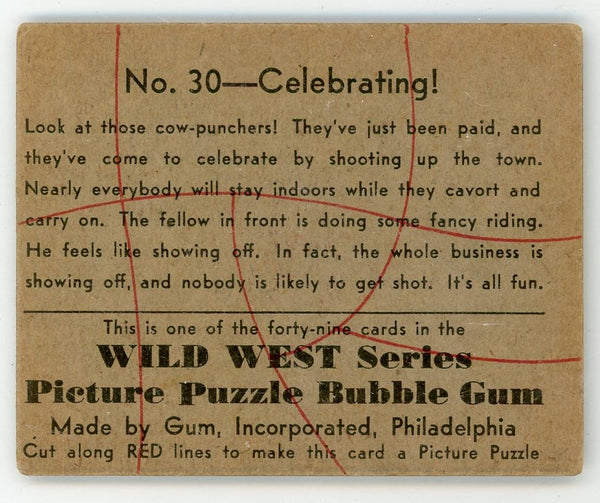 No. 30—Celebrating!
Look at those cow-punchers! They've just been paid, and
they've come to celebrate by shooting up the town.
Nearly everybody will stay indoors while they cavort and
carry on. The fellow in front is doing some fancy riding.
He feels like showing off. In fact, the whole business is
showing off, and nobody is likely to get shot. It's all fun.
This is one of the forty-nine cards in the
WILD WEST Series
Picture Puzzle Bubble Gum
Made by Gum, Incorporated, Philadelphia
Cut along RED lines to make this card a Picture Puzzle